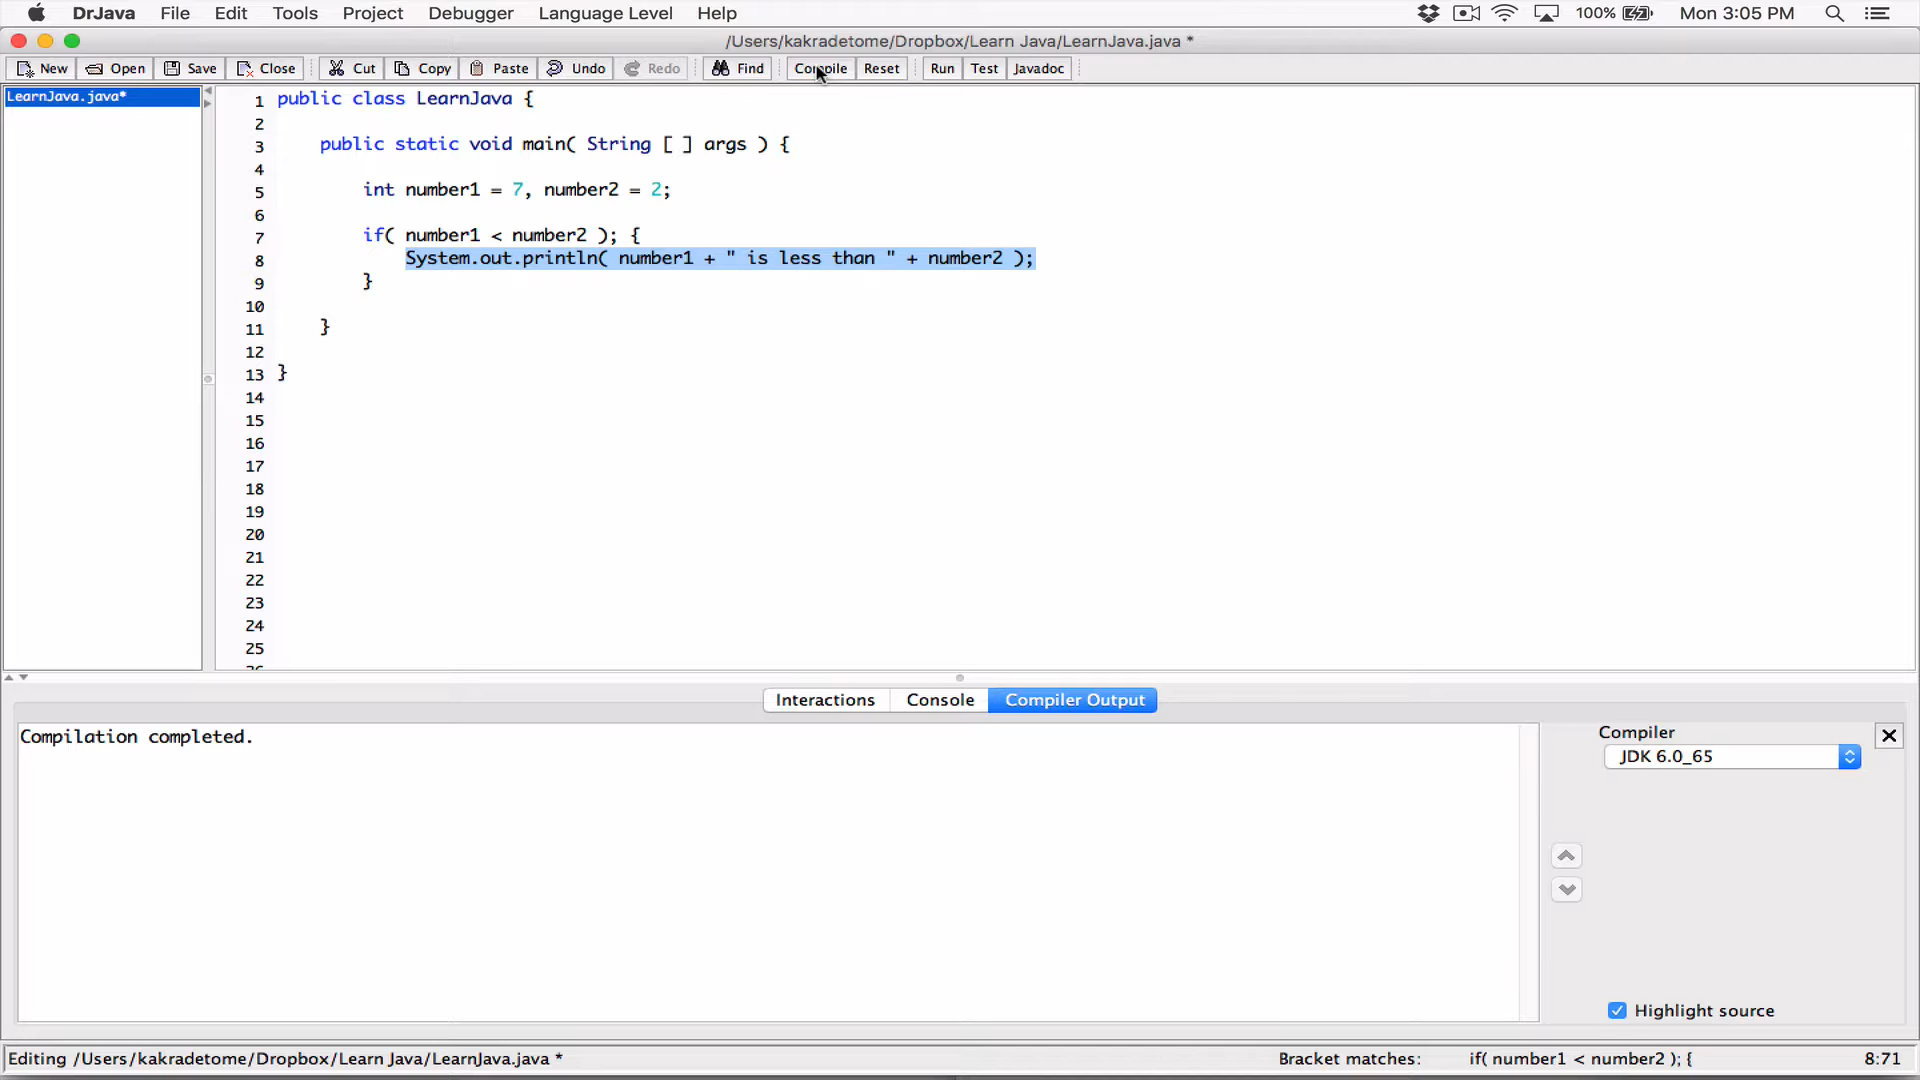 DrJava File Edit Tools Project Debugger Language Level Help 100% Mon 3:05 PM
/Users/kakradetome/Dropbox/Learn Java/LearnJava.java *
New Open Save Close Cut Copy Paste Undo Redo Find Compile Reset Run Test Javadoc
LearnJava.java*
1 public class LearnJava {
2
3 public static void main( String [ ] args ) {
4
5 int number1 = 7, number2 = 2;
6
7 if( number1 < number2 ); {
8 System.out.println( number1 + " is less than " + number2 );
9 }
10
11 }
12
13 }
14
15
16
17
18
19
20
21
22
23
24
25
Interactions Console Compiler Output
Compilation completed.
Compiler
JDK 6.0_65
Highlight source
Editing /Users/kakradetome/Dropbox/Learn Java/LearnJava.java * Bracket matches: if( number1 < number2 ); { 8:71